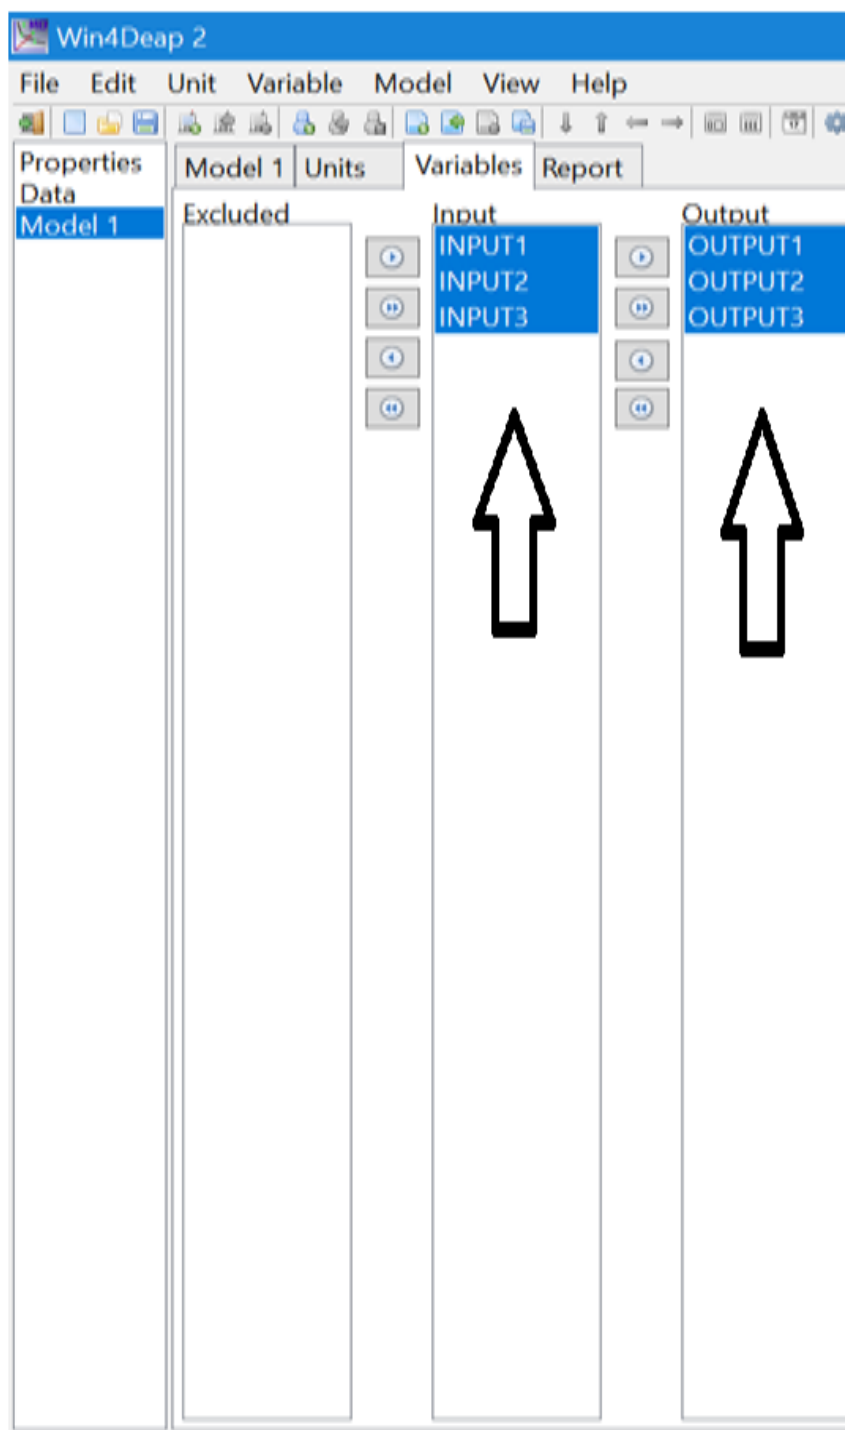 Win4Deap 2
File Edit Unit Variable Model View Help
Properties
Data
Model 1
Model 1 Units Variables Report
Excluded Input Output
INPUT1
INPUT2
INPUT3
OUTPUT1
OUTPUT2
OUTPUT3